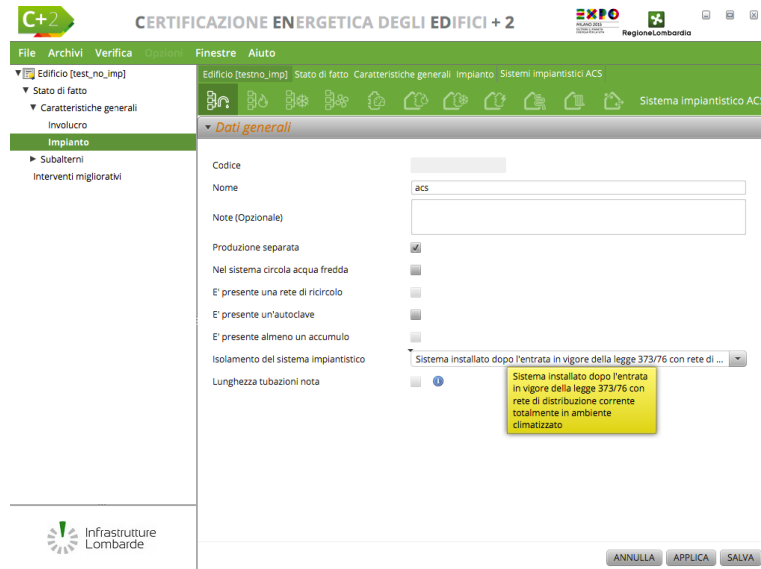 C+2
CERTIFICAZIONE ENERGETICA DEGLI EDIFICI + 2
EXPO
MILANO 2015
RegioneLombardia
File Archivi Verifica Opzioni Finestre Aiuto
Edificio [test_no_imp]
Stato di fatto
Caratteristiche generali
Involucro
Impianto
Subalterni
Interventi migliorativi
Edificio [testno_imp] Stato di fatto Caratteristiche generali Impianto Sistemi impiantistici ACS
Sistema impiantistico ACS
Dati generali
Codice
Nome
acs
Note (Opzionale)
Produzione separata
Nel sistema circola acqua fredda
E' presente una rete di ricircolo
E' presente un'autoclave
E' presente almeno un accumulo
Isolamento del sistema impiantistico
Sistema installato dopo l'entrata in vigore della legge 373/76 con rete di ...
Lunghezza tubazioni nota
Sistema installato dopo l'entrata
in vigore della legge 373/76 con
rete di distribuzione corrente
totalmente in ambiente
climatizzato
Infrastrutture
Lombarde
ANNULLA APPLICA SALVA